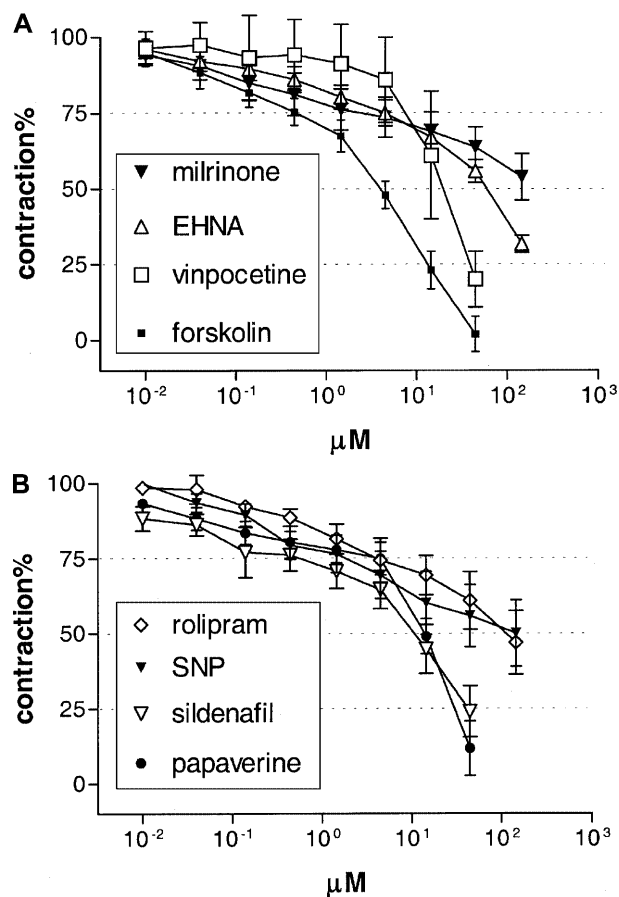 A
contraction%
100
75
50
25
0
milrinone
EHNA
vinpocetine
forskolin
10-2 10-1 100 101 102 103
µM
B
contraction%
100
75
50
25
0
rolipram
SNP
sildenafil
papaverine
10-2 10-1 100 101 102 103
µM